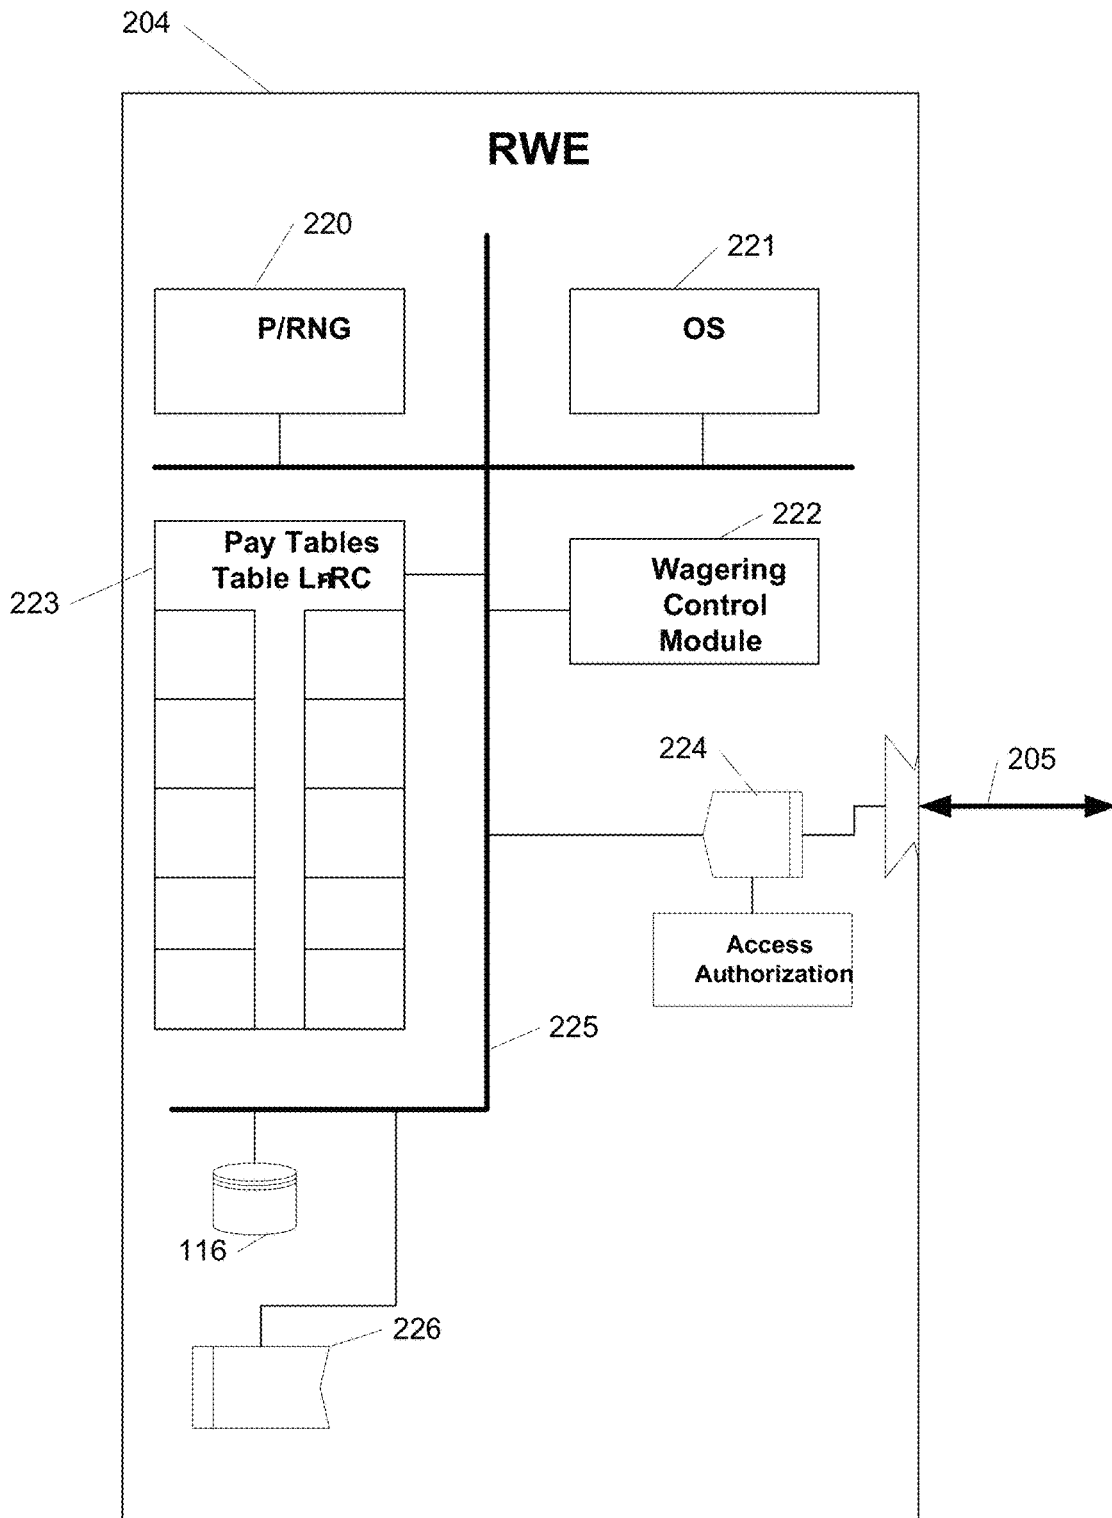 204
RWE
220
221
P/RNG
OS
222
Pay Tables
Table
223
Wagering
Control
Module
224
205
Access
Authorization
225
116
226